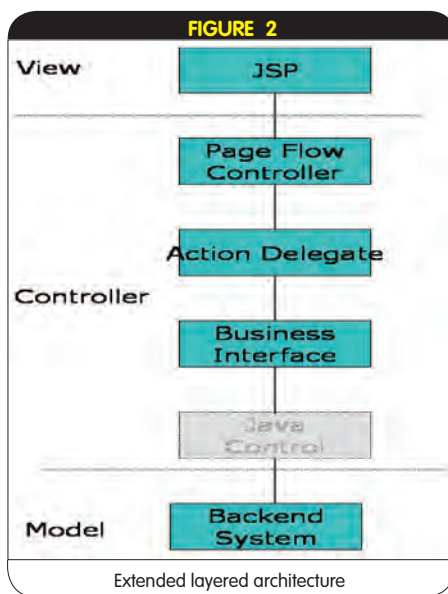 FIGURE 2
View
JSP
Page Flow
Controller
Action Delegate
Controller
Business
Interface
Java
Control
Model
Backend
System
Extended layered architecture